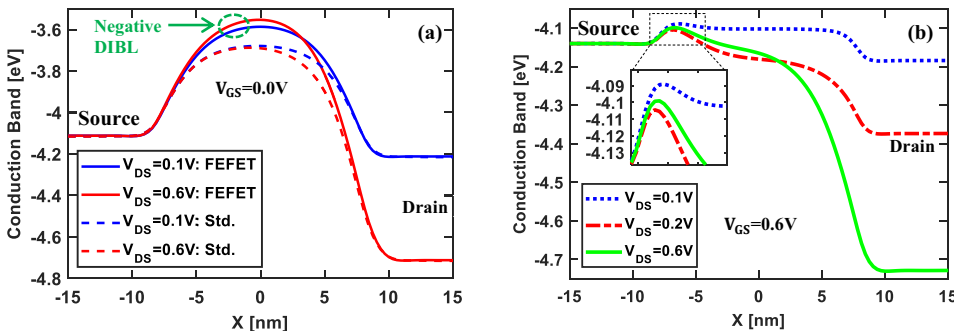 Negative
DIBL
(a)
V_GS=0.0V
Source
Drain
V_DS=0.1V: FEFET
V_DS=0.6V: FEFET
V_DS=0.1V: Std.
V_DS=0.6V: Std.
Conduction Band [eV]
-3.6
-3.8
-4
-4.2
-4.4
-4.6
-4.8
-15
-10
-5
0
5
10
15
X [nm]
(b)
Source
Drain
V_GS=0.6V
-4.09
-4.1
-4.11
-4.12
-4.13
V_DS=0.1V
V_DS=0.2V
V_DS=0.6V
Conduction Band [eV]
-4.1
-4.2
-4.3
-4.4
-4.5
-4.6
-4.7
-15
-10
-5
0
5
10
15
X [nm]